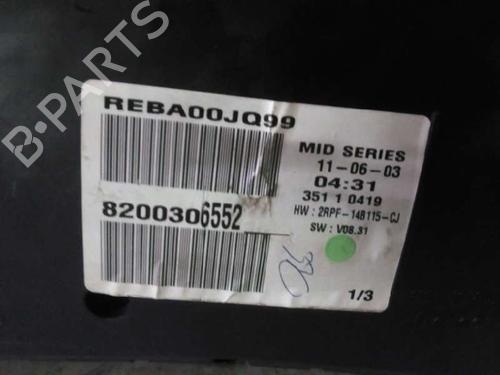 B-PARTS
REBA00JQ99
MID SERIES
11-06-03
04:31
351 1 0419
HW : 2RPF-14B115-CJ
SW : V08.31
8200306552
1/3
B-PARTS